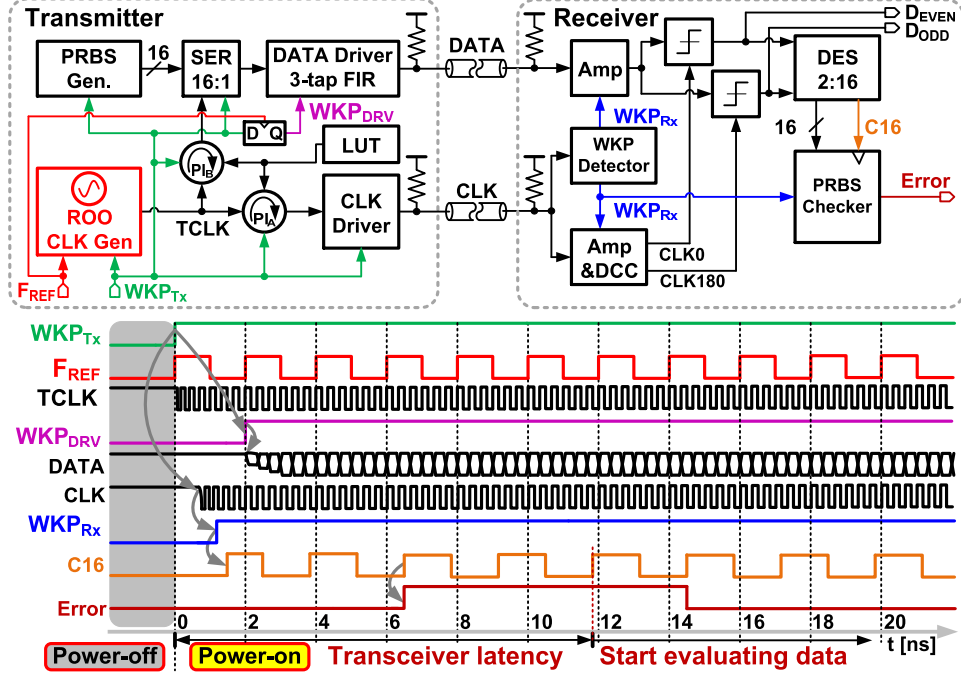 Transmitter
PRBS
Gen.
16
SER
16:1
DATA Driver
3-tap FIR
WKPDRV
D Q
LUT
PIB
PIA
ROO
CLK Gen
TCLK
CLK
Driver
FREF
WKPTx
DATA
CLK
Receiver
Amp
WKPRx
WKP
Detector
WKPRx
Amp
&DCC
CLK0
CLK180
DES
2:16
16
C16
PRBS
Checker
DEVEN
DODD
Error
WKPTx
FREF
TCLK
WKPDRV
DATA
CLK
WKPRx
C16
Error
0 2 4 6 8 10 12 14 16 18 20
t [ns]
Power-off
Power-on
Transceiver latency
Start evaluating data